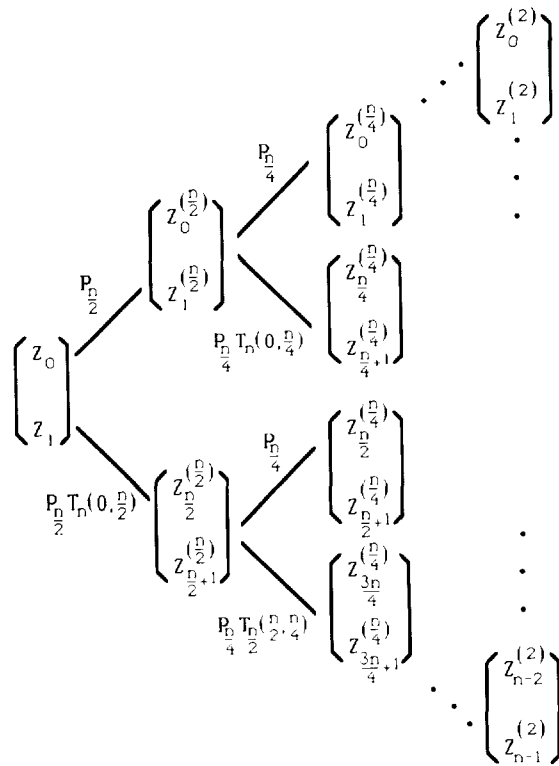 Z_0^{(2)}
Z_1^{(2)}
P_{n/4}
Z_0^{(n/4)}
Z_1^{(n/4)}
P_{n/2}
Z_0^{(n/2)}
Z_1^{(n/2)}
P_{n/4} T_n(0, n/4)
Z_{n/4}^{(n/4)}
Z_{n/4+1}^{(n/4)}
Z_0
Z_1
P_{n/2} T_n(0, n/2)
Z_{n/2}^{(n/2)}
Z_{n/2+1}^{(n/2)}
P_{n/4}
Z_{n/2}^{(n/4)}
Z_{n/2+1}^{(n/4)}
P_{n/4} T_{n/2}(n/2, n/4)
Z_{3n/4}^{(n/4)}
Z_{3n/4+1}^{(n/4)}
Z_{n-2}^{(2)}
Z_{n-1}^{(2)}